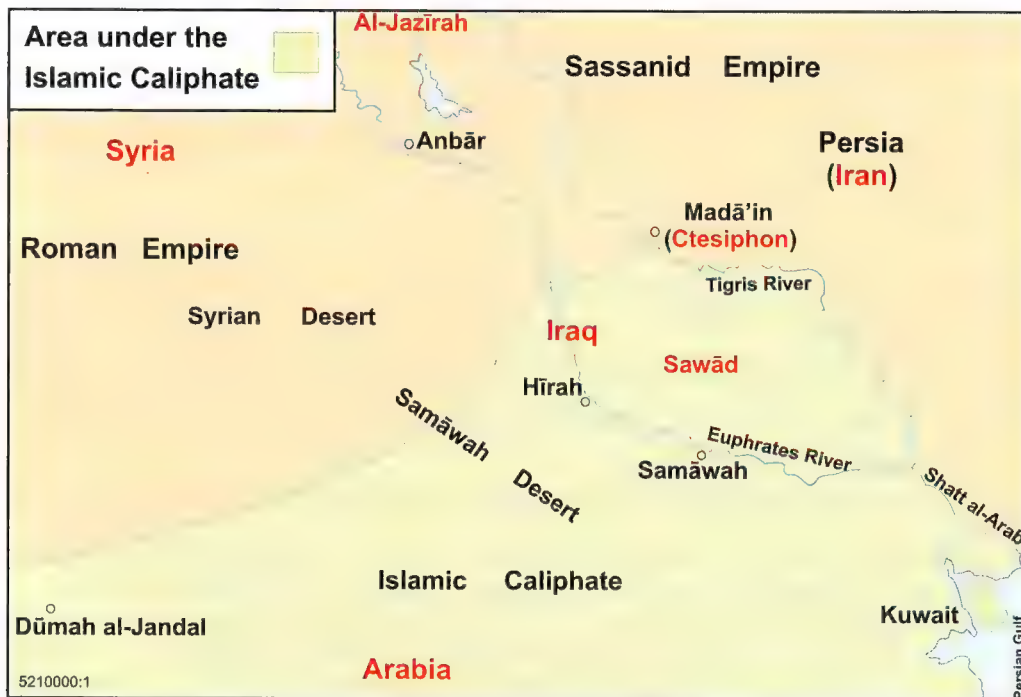 Area under the
Islamic Caliphate
Al-Jazīrah
Sassanid Empire
Anbār
Syria
Persia
(Iran)
Madā'in
(Ctesiphon)
Roman Empire
Tigris River
Syrian Desert
Iraq
Sawād
Hīrah
Samāwah Desert
Euphrates River
Samāwah
Shatt al-Arab
Islamic Caliphate
Kuwait
Dūmah al-Jandal
Persian Gulf
Arabia
5210000:1